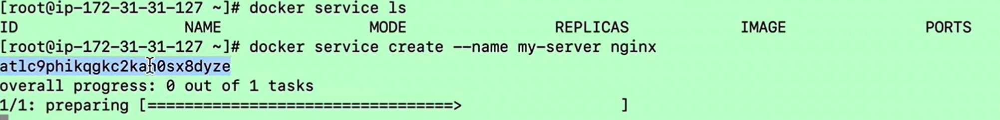 [root@ip-172-31-31-127 ~]# docker service ls
ID NAME MODE REPLICAS IMAGE PORTS
[root@ip-172-31-31-127 ~]# docker service create --name my-server nginx
atlc9phikqgkc2kah0sx8dyze
overall progress: 0 out of 1 tasks
1/1: preparing [=================================> ]